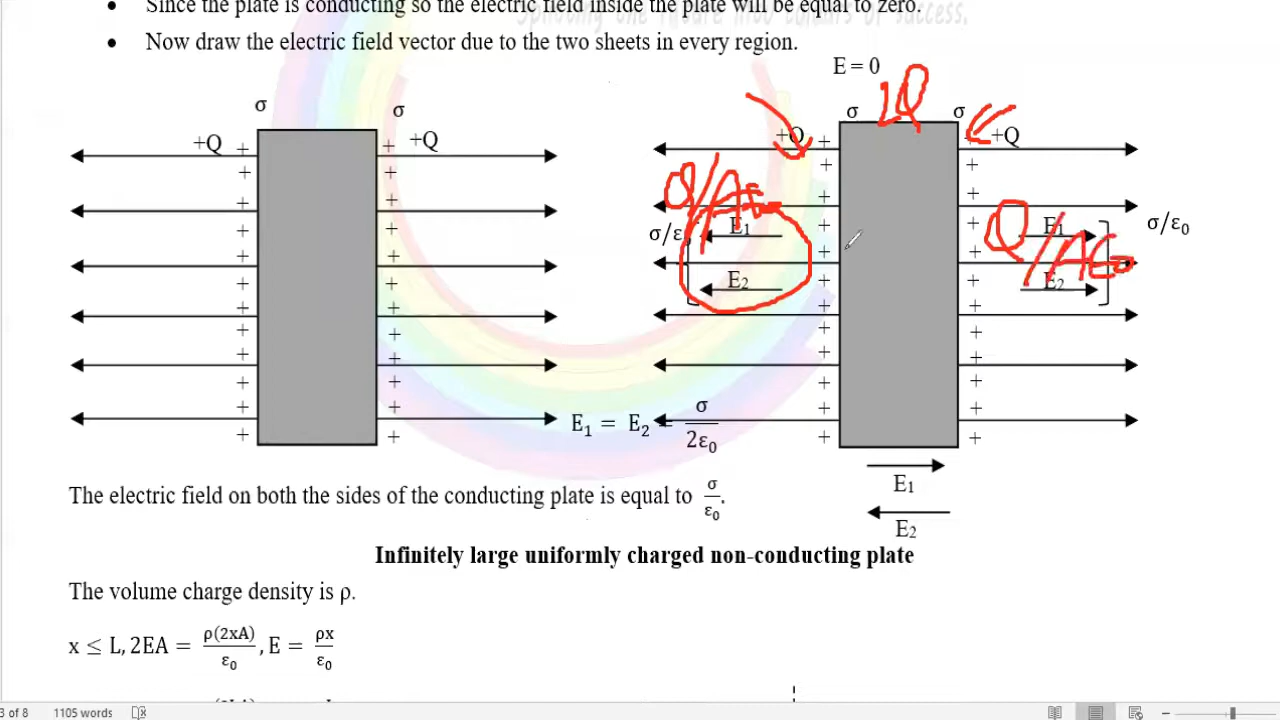 • Since the plate is conducting so the electric field inside the plate will be equal to zero.
• Now draw the electric field vector due to the two sheets in every region.
E = 0
σ σ σ 2Q σ
+Q + + +Q +Q + +Q
Q/Aε₀ Q/Aε₀
σ/ε₀ E₁ E₁ σ/ε₀
E₂ E₂
E₁ = E₂ = σ/2ε₀
E₁
E₂
The electric field on both the sides of the conducting plate is equal to σ/ε₀.
Infinitely large uniformly charged non-conducting plate
The volume charge density is ρ.
x ≤ L, 2EA = ρ(2xA)/ε₀ , E = ρx/ε₀
3 of 8 1105 words